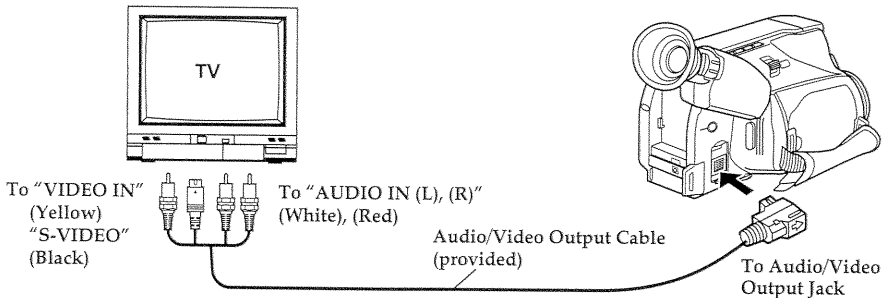 TV
To "VIDEO IN"
(Yellow)
"S-VIDEO"
(Black)
To "AUDIO IN (L), (R)"
(White), (Red)
Audio/Video Output Cable
(provided)
To Audio/Video
Output Jack